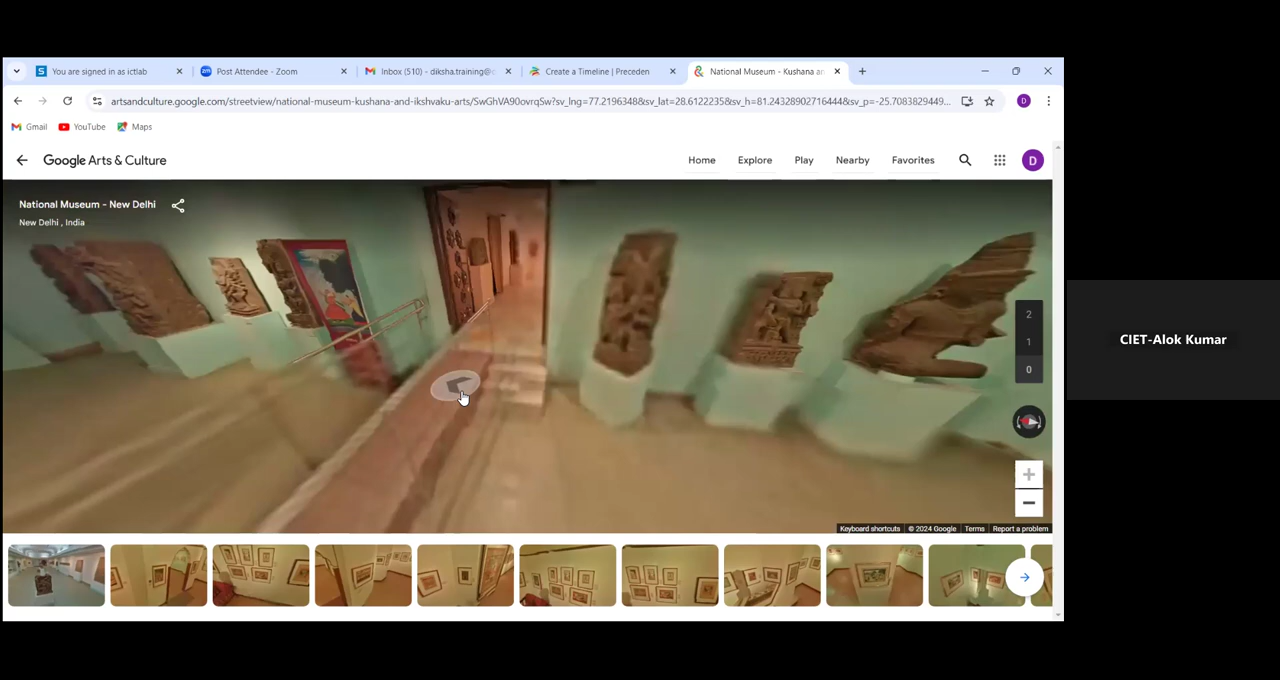 You are signed in as ictlab
Post Attendee - Zoom
Inbox (510) - diksha.training@
Create a Timeline | Preceden
National Museum - Kushana an
artsandculture.google.com/streetview/national-museum-kushana-and-ikshvaku-arts/SwGhVA90ovrqSw?sv_lng=77.2196348&sv_lat=28.6122235&sv_h=81.24328902716444&sv_p=-25.7083829449...
D
Gmail
YouTube
Maps
Google Arts & Culture
Home
Explore
Play
Nearby
Favorites
D
National Museum - New Delhi
New Delhi , India
2
1
0
CIET-Alok Kumar
Keyboard shortcuts
© 2024 Google
Terms
Report a problem